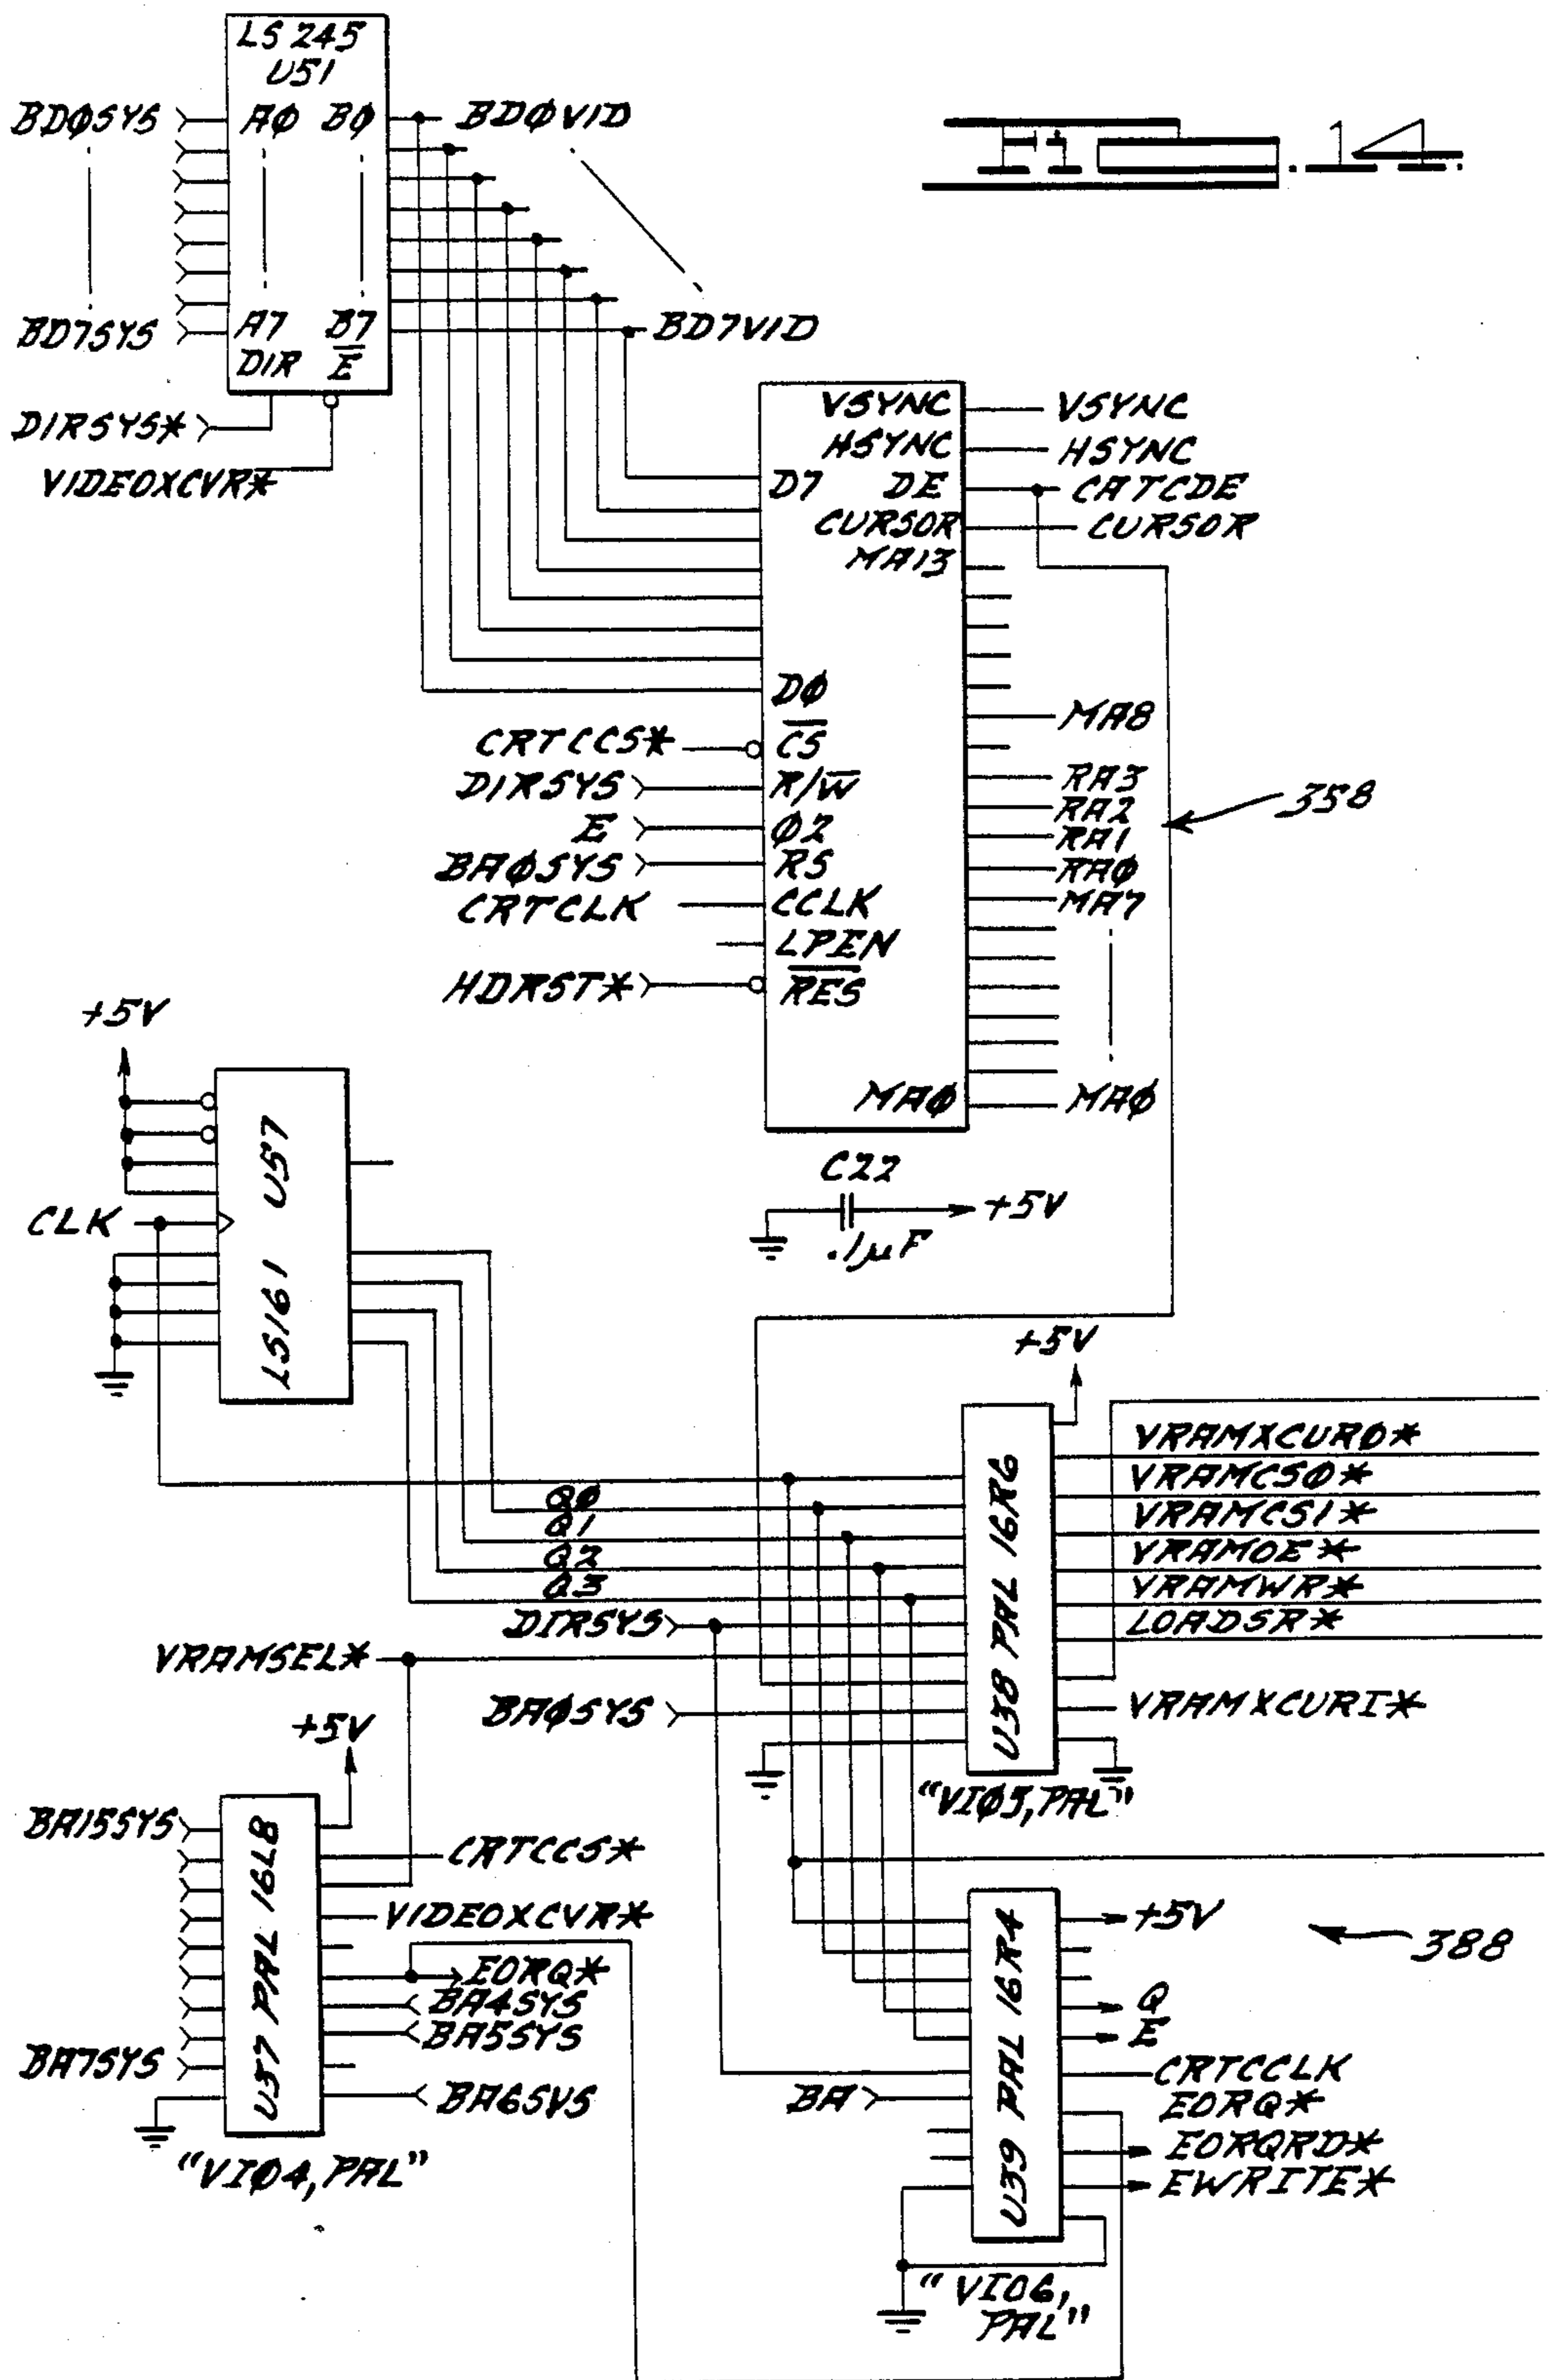 LS 245
U51
BDØSYS
AØ BØ
BDØVID
BD7SYS
A7 B7
BD7VID
DIR E
DIRSYS*
VIDEOXCVR*
VSYNC
VSYNC
HSYNC
HSYNC
D7
DE
CRTCDE
CURSOR
CURSOR
MA13
DØ
MA8
CRTCCS*
CS
DIRSYS
R/W
RA3
RA2
358
E
Ø2
RA1
BAØSYS
RS
RAØ
CRTCLK
CCLK
MA7
LPEN
HDRST*
RES
MAØ
MAØ
+5V
U57
LS161
CLK
C22
+5V
.1µF
+5V
VRAMXCVR0*
VRAMCSØ*
VRAMCS1*
VRAMOE*
VRAMWR*
LOADSR*
VRAMXCVR1*
QØ
Q1
Q2
Q3
DIRSYS
VRAMSEL*
BAØSYS
U38 PAL 16R6
"VIØ5,PAL"
+5V
BA15SYS
U37 PAL 16L8
CRTCCS*
VIDEOXCVR*
EORQ*
BA4SYS
BA5SYS
BA7SYS
BA6SYS
"VIØ4,PAL"
+5V
388
Q
E
CRTCCLK
BA
EORQ*
EORQRD*
EWRITE*
U39 PAL 16R4
"VI06,
PAL"